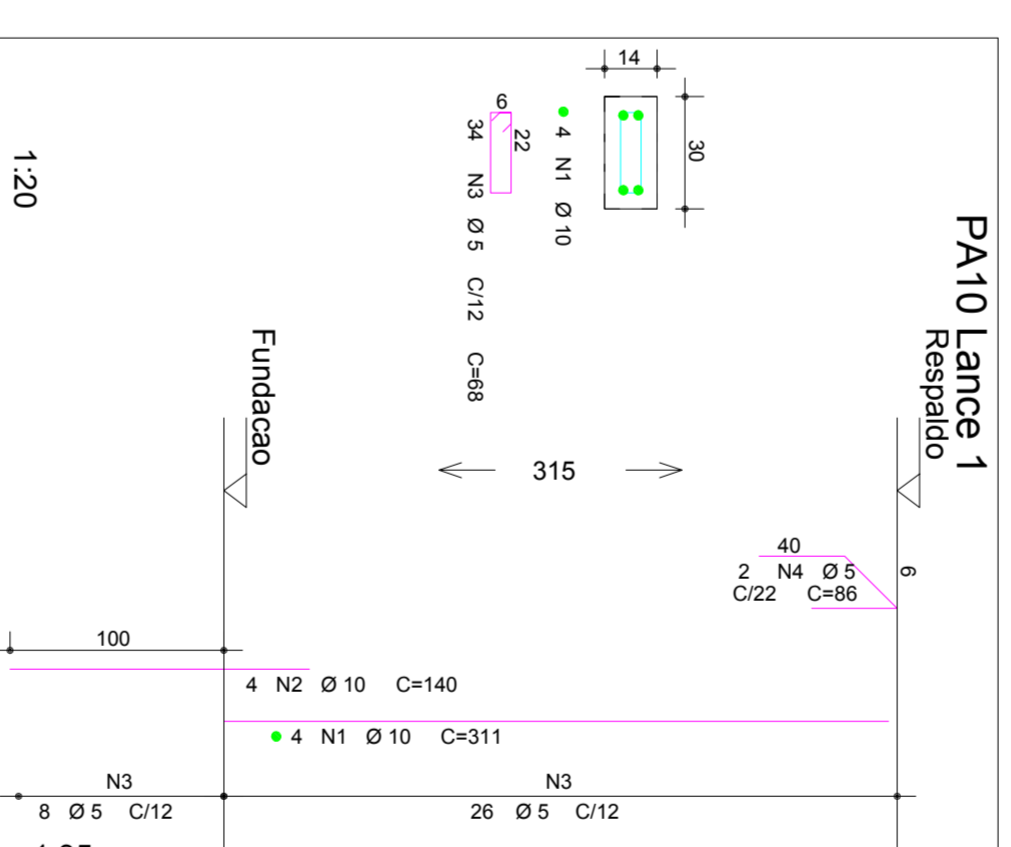 PA10 Lance 1
Respaldo
14
30
6
22
34 N3 Ø 5 C/12 C=68
4 N1 Ø 10
1:20
Fundacao
315
40
6
2 N4 Ø 5
C/22 C=86
100
4 N2 Ø 10 C=140
4 N1 Ø 10 C=311
N3
8 Ø 5 C/12
N3
26 Ø 5 C/12